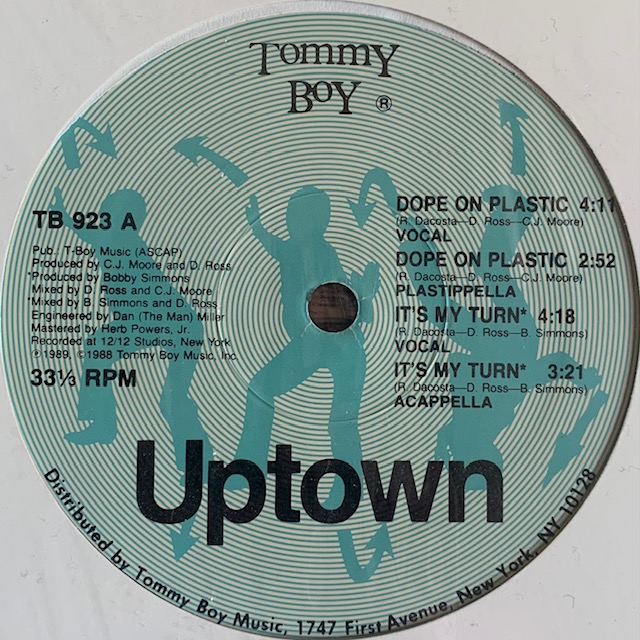 TOMMY
BOY ®
TB 923 A
Pub. T-Boy Music (ASCAP)
Produced by C.J. Moore and D. Ross
*Produced by Bobby Simmons
Mixed by D. Ross and C.J. Moore
*Mixed by B. Simmons and D. Ross
Engineered by Dan (The Man) Miller
Mastered by Herb Powers, Jr.
Recorded at 12/12 Studios, New York
℗1989, ©1988 Tommy Boy Music, Inc.
33⅓ RPM
DOPE ON PLASTIC 4:11
(R. Dacosta—D. Ross—C.J. Moore)
VOCAL
DOPE ON PLASTIC 2:52
(R. Dacosta—D. Ross—C.J. Moore)
PLASTIPPELLA
IT'S MY TURN* 4:18
(R. Dacosta—D. Ross—B. Simmons)
VOCAL
IT'S MY TURN* 3:21
(R. Dacosta—D. Ross—B. Simmons)
ACAPPELLA
Uptown
Distributed by Tommy Boy Music, 1747 First Avenue, New York, NY 10128